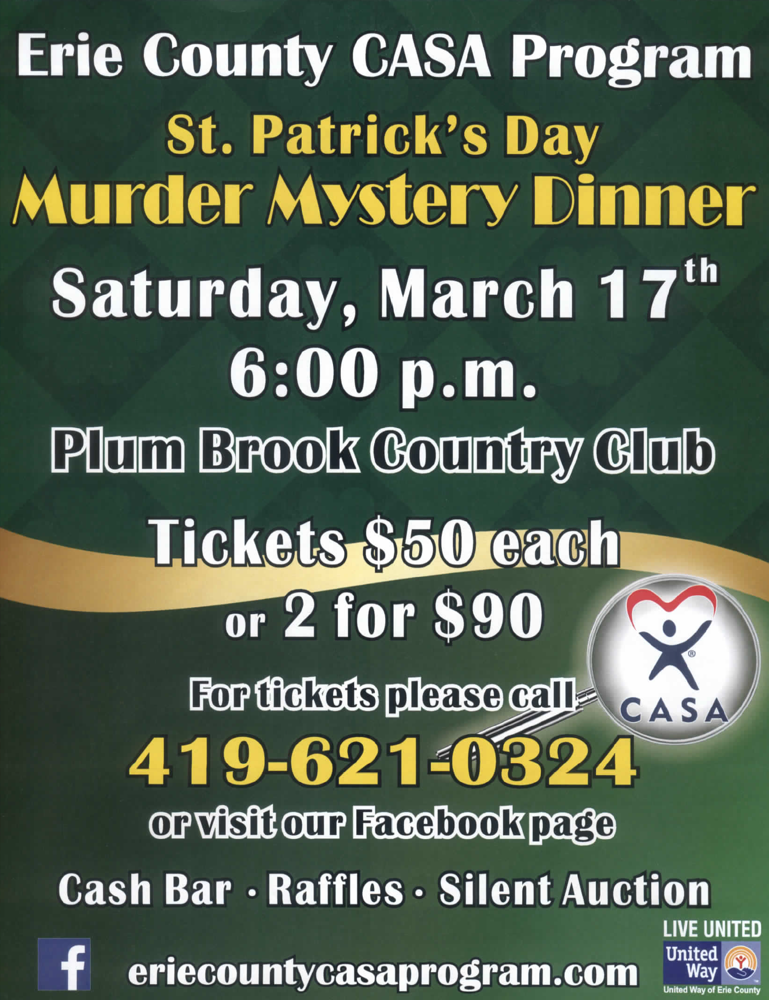 Erie County CASA Program
St. Patrick's Day
Murder Mystery Dinner
Saturday, March 17th
6:00 p.m.
Plum Brook Country Club
Tickets $50 each
or 2 for $90
For tickets please call
419-621-0324
or visit our Facebook page
Cash Bar · Raffles · Silent Auction
eriecountycasaprogram.com
CASA
®
LIVE UNITED
United
Way
United Way of Erie County
f